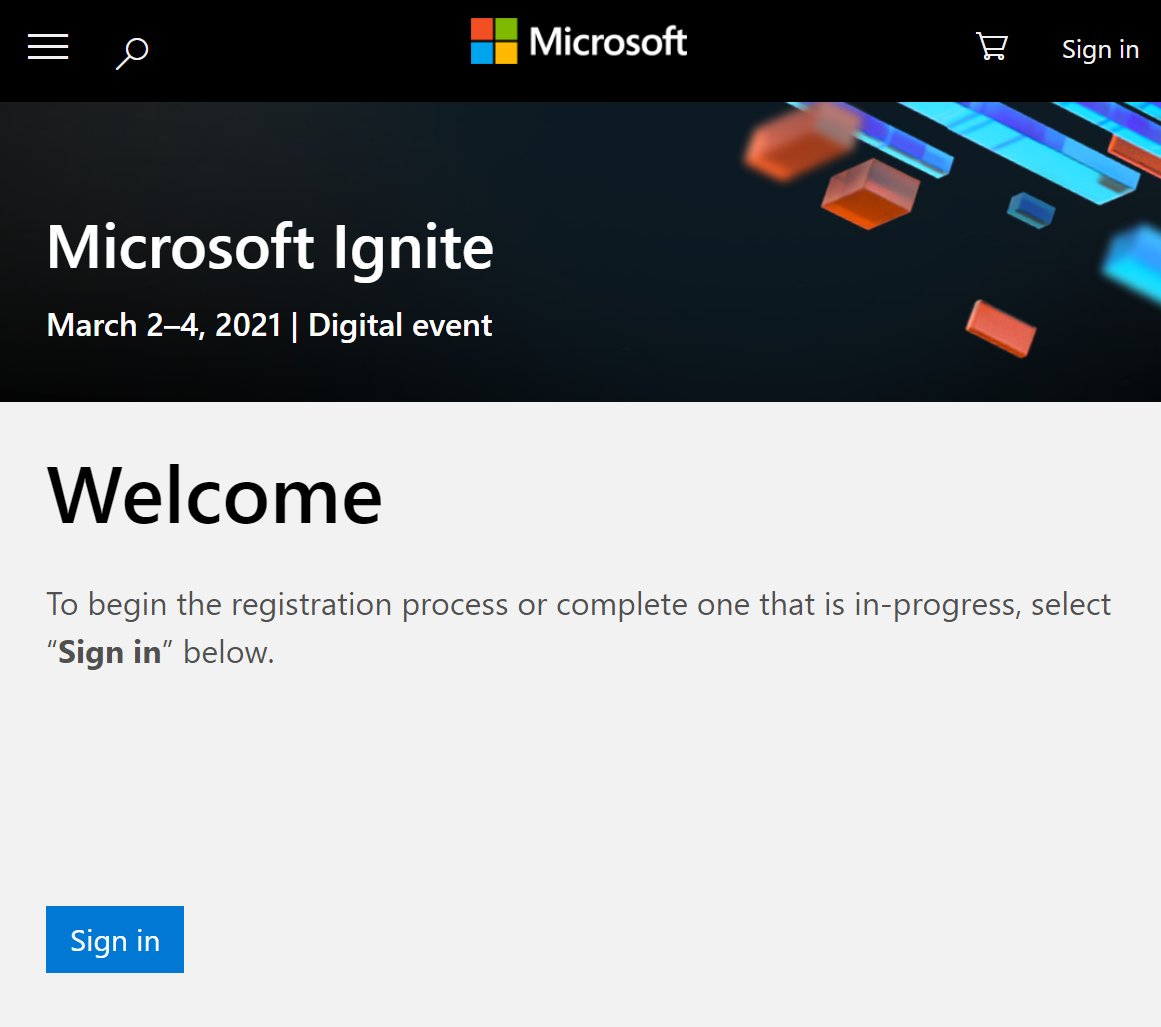 Microsoft
Sign in
Microsoft Ignite
March 2–4, 2021 | Digital event
Welcome
To begin the registration process or complete one that is in-progress, select
“Sign in” below.
Sign in